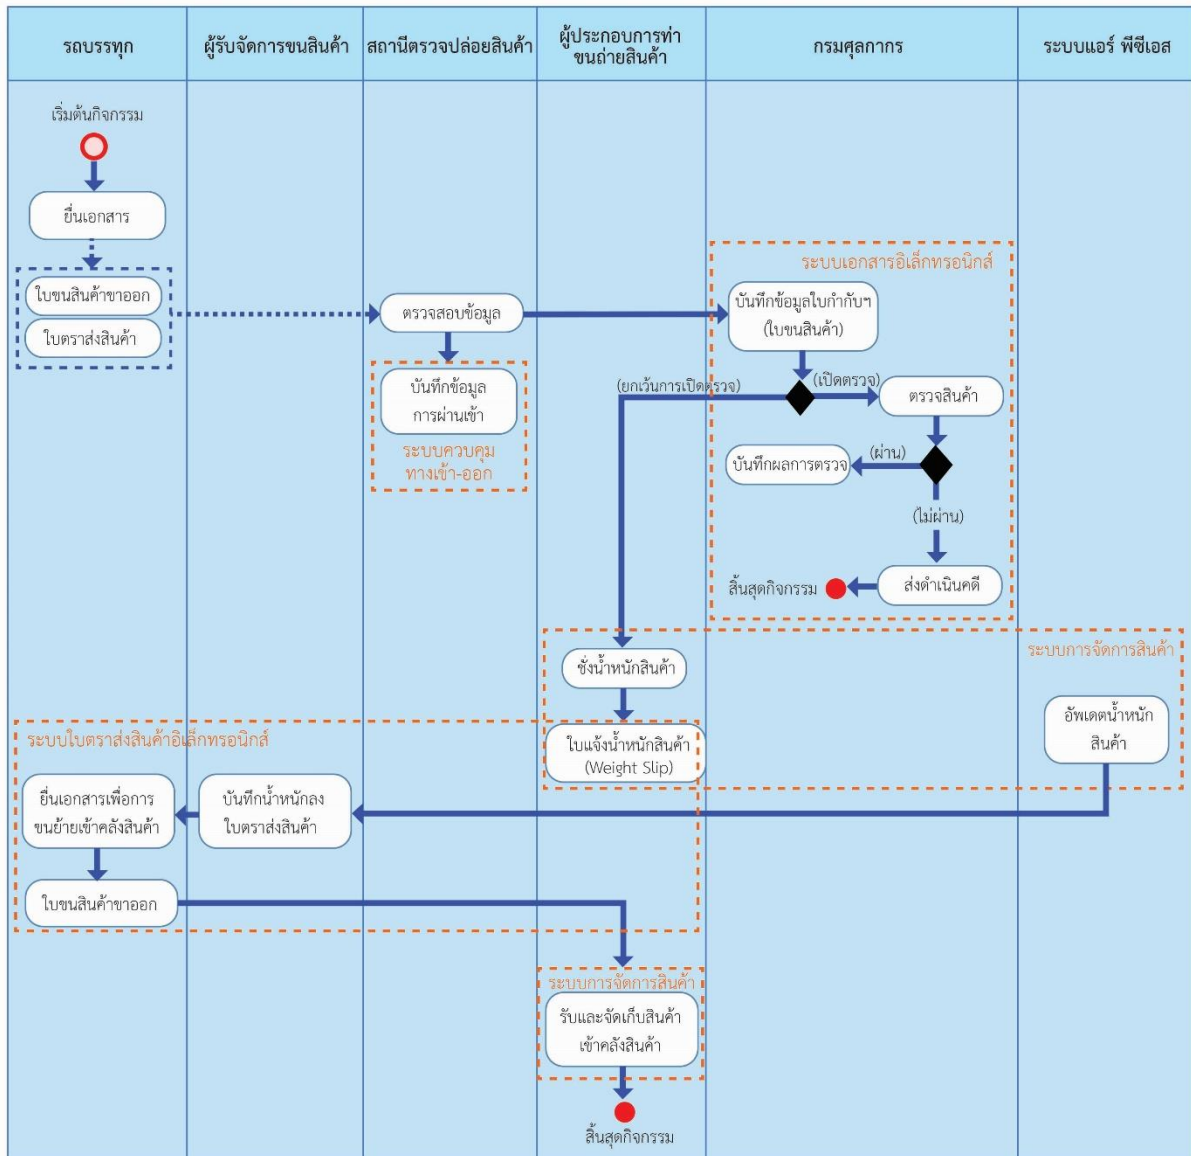 รถบรรทุก
ผู้รับจัดการขนสินค้า
สถานีตรวจปล่อยสินค้า
ผู้ประกอบการท่า
ขนถ่ายสินค้า
กรมศุลกากร
ระบบแอร์ พีซีเอส
เริ่มต้นกิจกรรม
ยื่นเอกสาร
ใบขนสินค้าขาออก
ใบตราส่งสินค้า
ตรวจสอบข้อมูล
บันทึกข้อมูล
การผ่านเข้า
ระบบควบคุม
ทางเข้า-ออก
ระบบเอกสารอิเล็กทรอนิกส์
บันทึกข้อมูลใบกำกับฯ
(ใบขนสินค้า)
(ยกเว้นการเปิดตรวจ)
(เปิดตรวจ)
ตรวจสินค้า
บันทึกผลการตรวจ
(ผ่าน)
(ไม่ผ่าน)
สิ้นสุดกิจกรรม
ส่งดำเนินคดี
ระบบการจัดการสินค้า
ชั่งน้ำหนักสินค้า
ใบแจ้งน้ำหนักสินค้า
(Weight Slip)
อัพเดตน้ำหนัก
สินค้า
ระบบใบตราส่งสินค้าอิเล็กทรอนิกส์
ยื่นเอกสารเพื่อการ
ขนย้ายเข้าคลังสินค้า
บันทึกน้ำหนักลง
ใบตราส่งสินค้า
ใบขนสินค้าขาออก
ระบบการจัดการสินค้า
รับและจัดเก็บสินค้า
เข้าคลังสินค้า
สิ้นสุดกิจกรรม